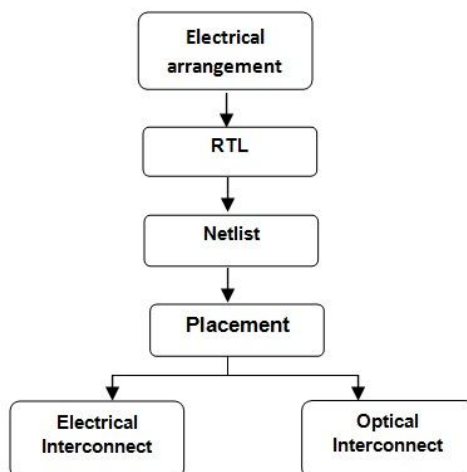 Electrical
arrangement
RTL
Netlist
Placement
Electrical
Interconnect
Optical
Interconnect